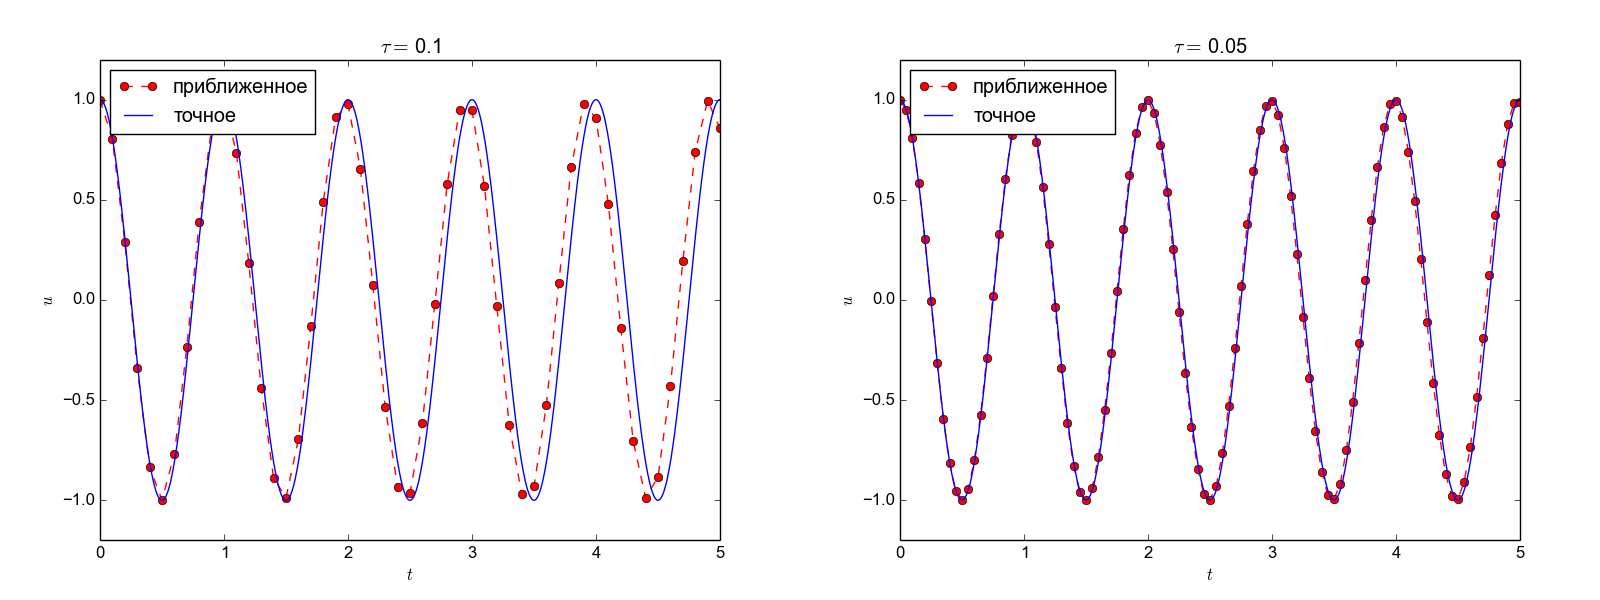 τ = 0.1
приближенное
точное
1.0
0.5
0.0
−0.5
−1.0
u
0 1 2 3 4 5
t
τ = 0.05
приближенное
точное
1.0
0.5
0.0
−0.5
−1.0
u
0 1 2 3 4 5
t